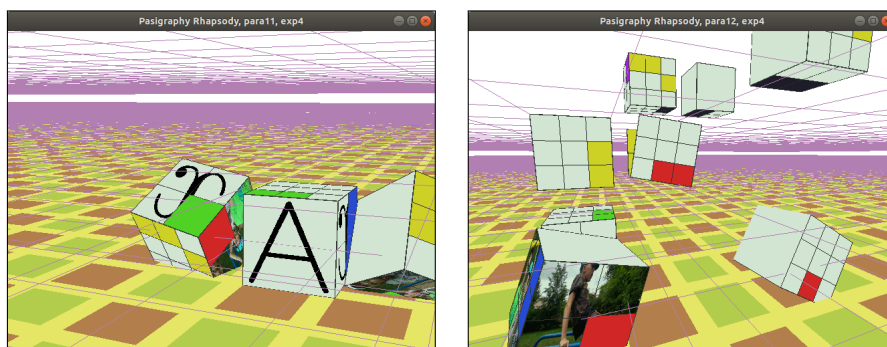 Pasigraphy Rhapsody, para11, exp4
Pasigraphy Rhapsody, para12, exp4
A